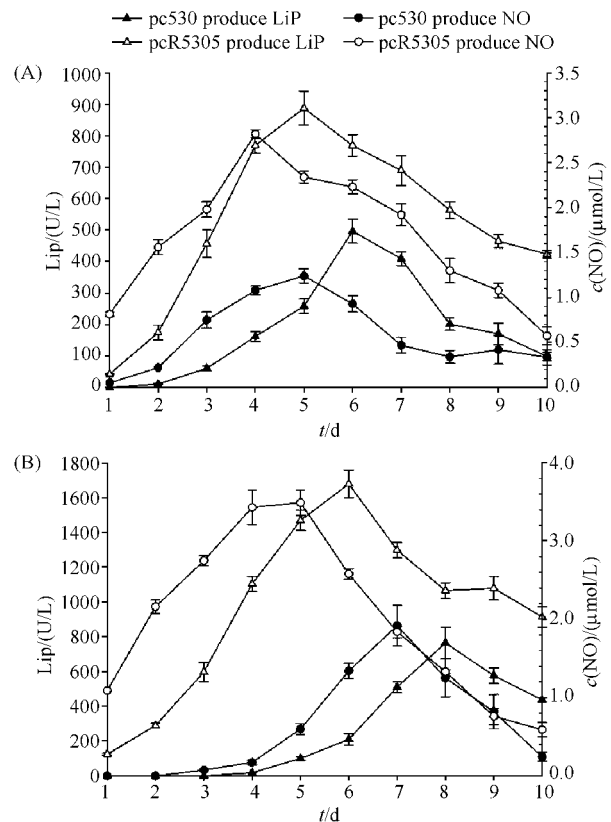 pc530 produce LiP
pc530 produce NO
pcR5305 produce LiP
pcR5305 produce NO
(A)
1000
900
800
700
600
500
400
300
200
100
0
Lip/(U/L)
3.5
3.0
2.5
2.0
1.5
1.0
0.5
0.0
c(NO)/(μmol/L)
1 2 3 4 5 6 7 8 9 10
t/d
(B)
1800
1600
1400
1200
1000
800
600
400
200
0
Lip/(U/L)
4.0
3.0
2.0
1.0
0.0
c(NO)/(μmol/L)
1 2 3 4 5 6 7 8 9 10
t/d